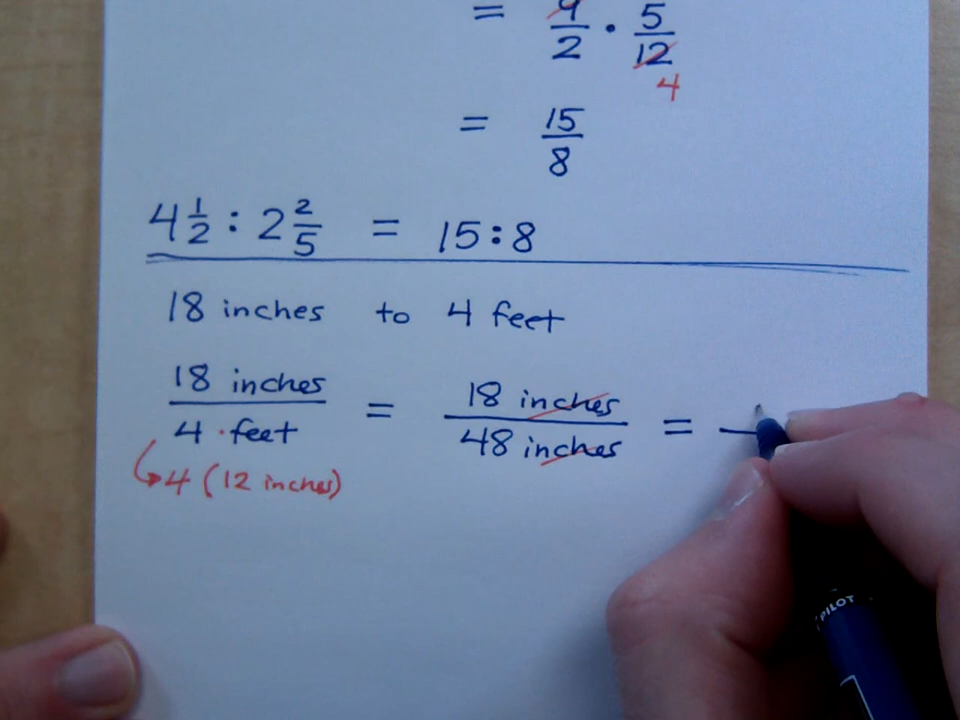 = 9/2 · 5/12
4
= 15/8
4 1/2 : 2 2/5 = 15:8
18 inches to 4 feet
18 inches / 4 · feet = 18 inches / 48 inches =
4 (12 inches)
PILOT